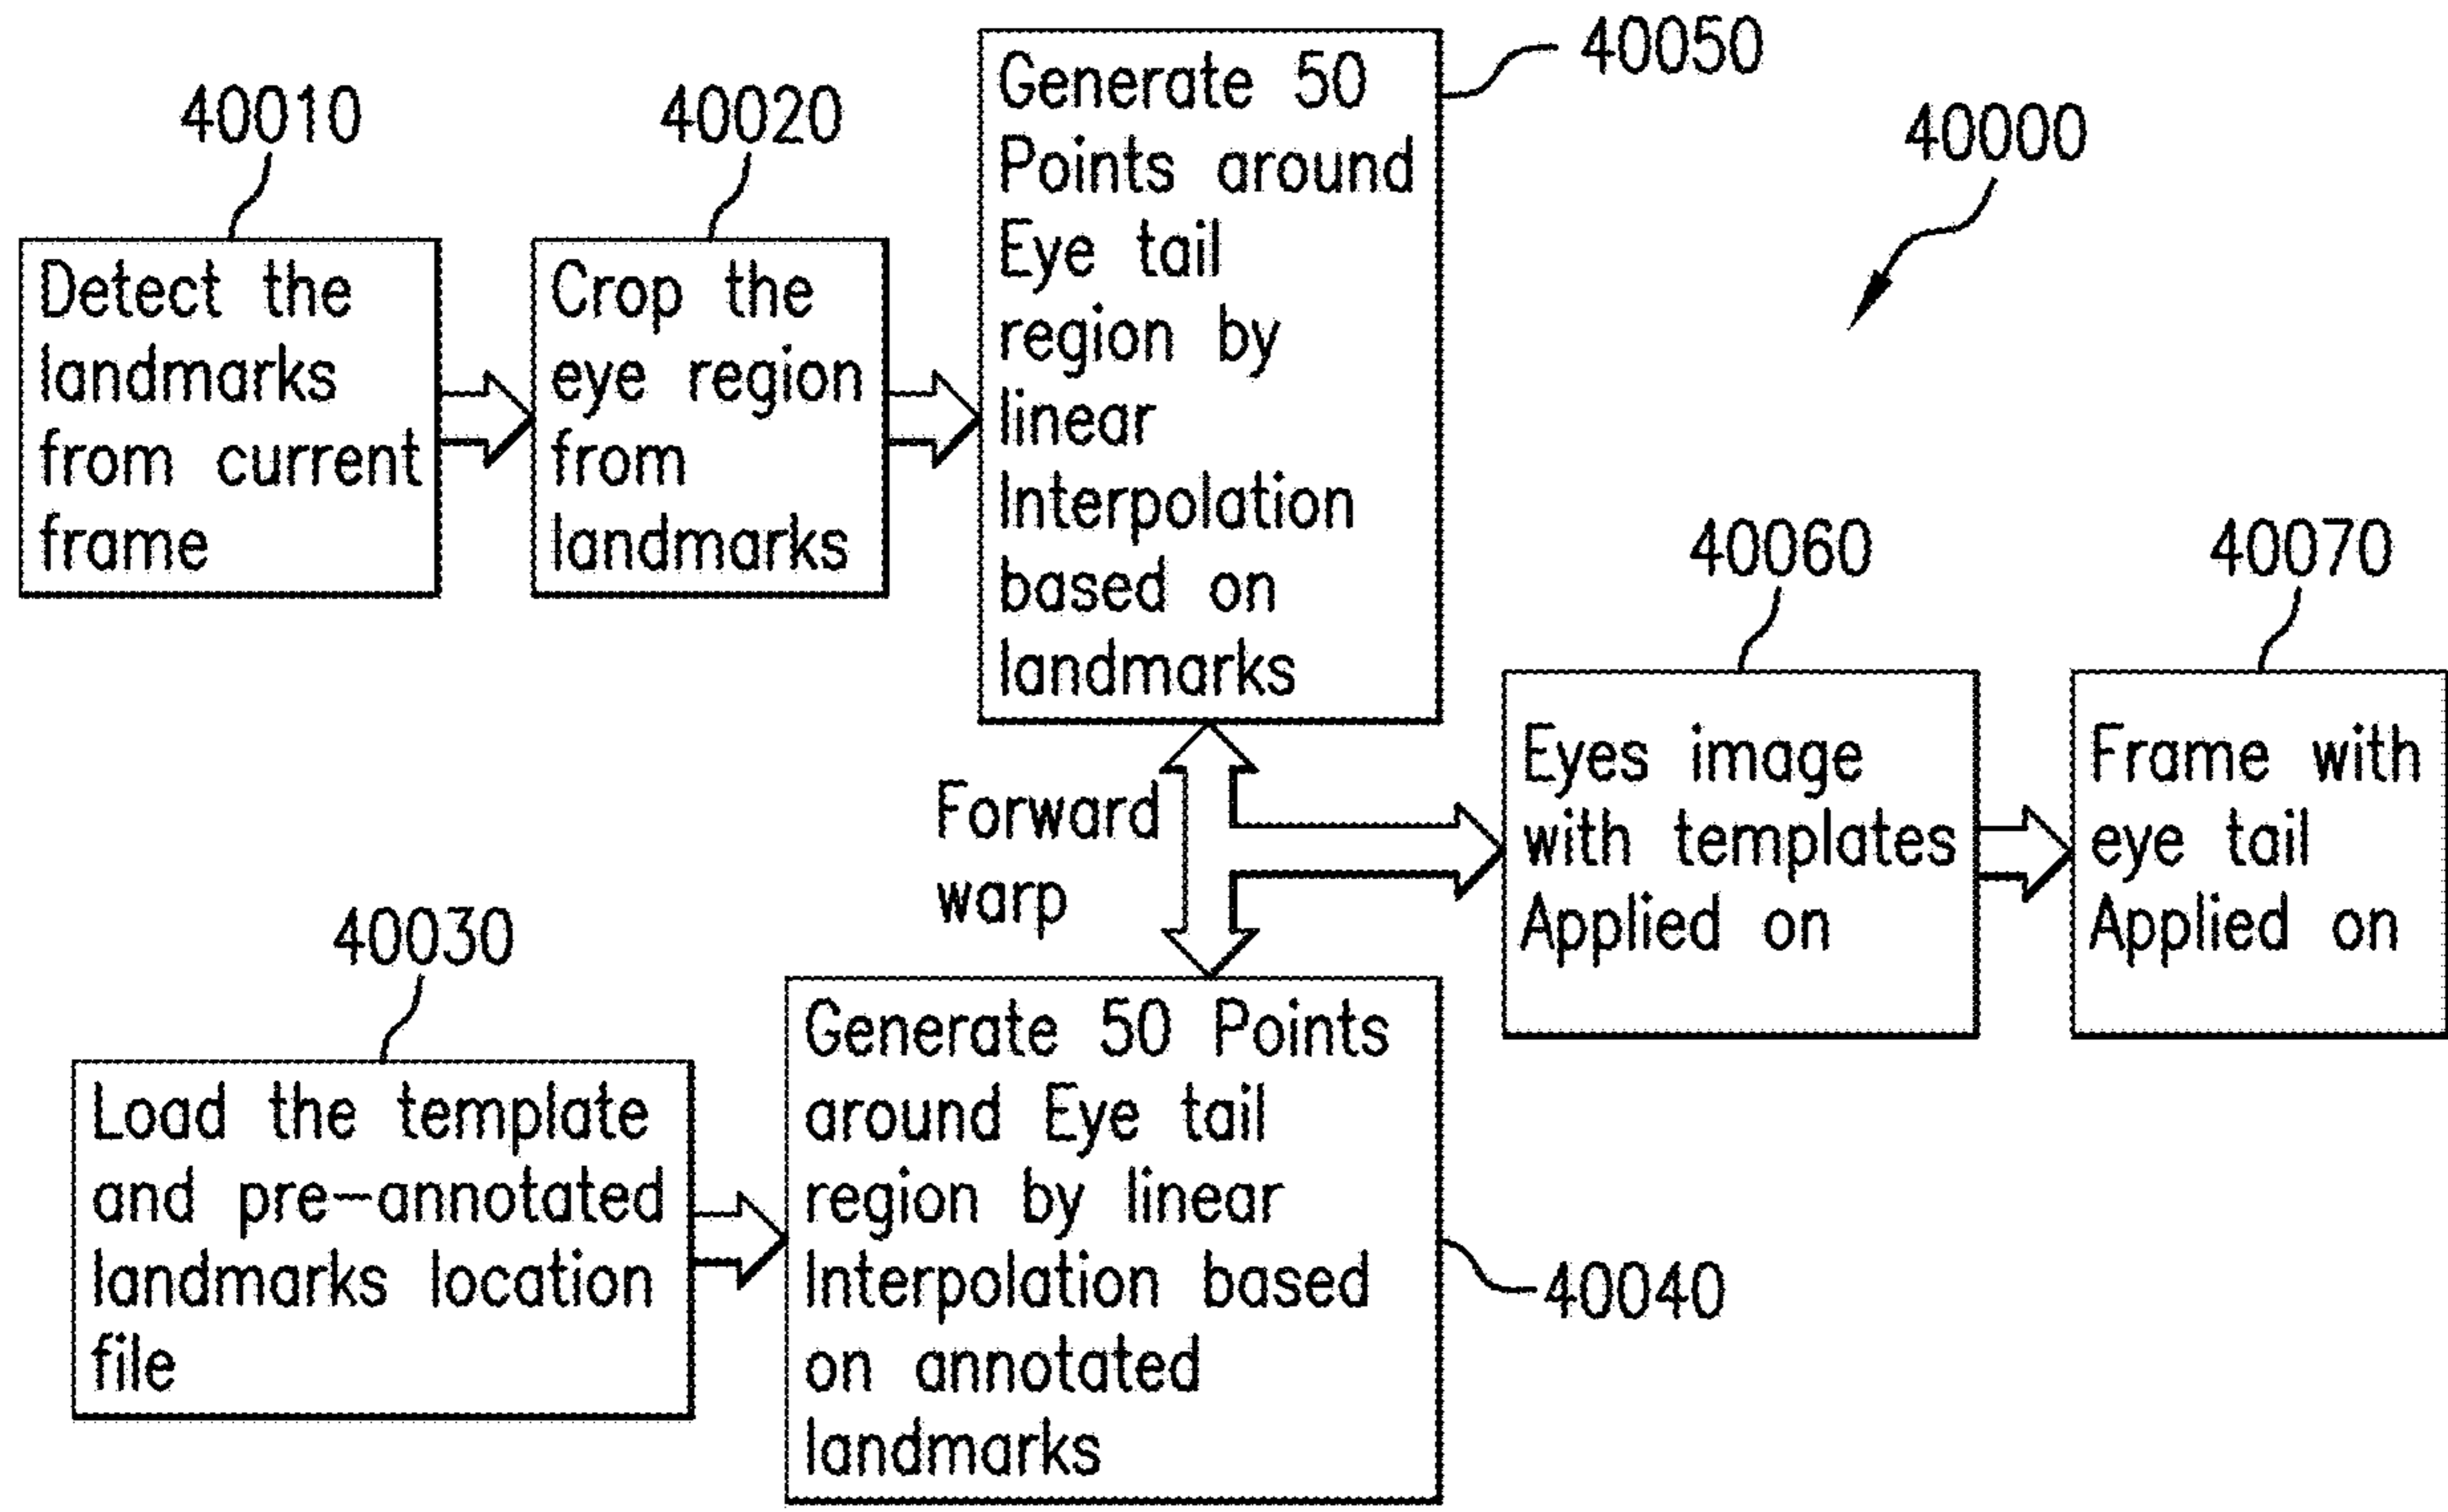 40010
Detect the
landmarks
from current
frame
40020
Crop the
eye region
from
landmarks
40050
Generate 50
Points around
Eye tail
region by
linear
Interpolation
based on
landmarks
40000
Forward
warp
40060
Eyes image
with templates
Applied on
40070
Frame with
eye tail
Applied on
40030
Load the template
and pre-annotated
landmarks location
file
Generate 50 Points
around Eye tail
region by linear
Interpolation based
on annotated
landmarks
40040